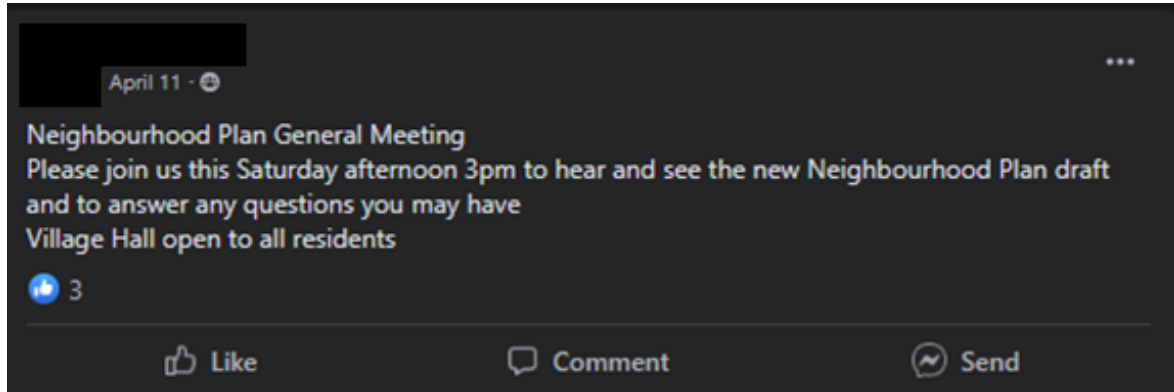 April 11 ·
Neighbourhood Plan General Meeting
Please join us this Saturday afternoon 3pm to hear and see the new Neighbourhood Plan draft
and to answer any questions you may have
Village Hall open to all residents
3
Like Comment Send